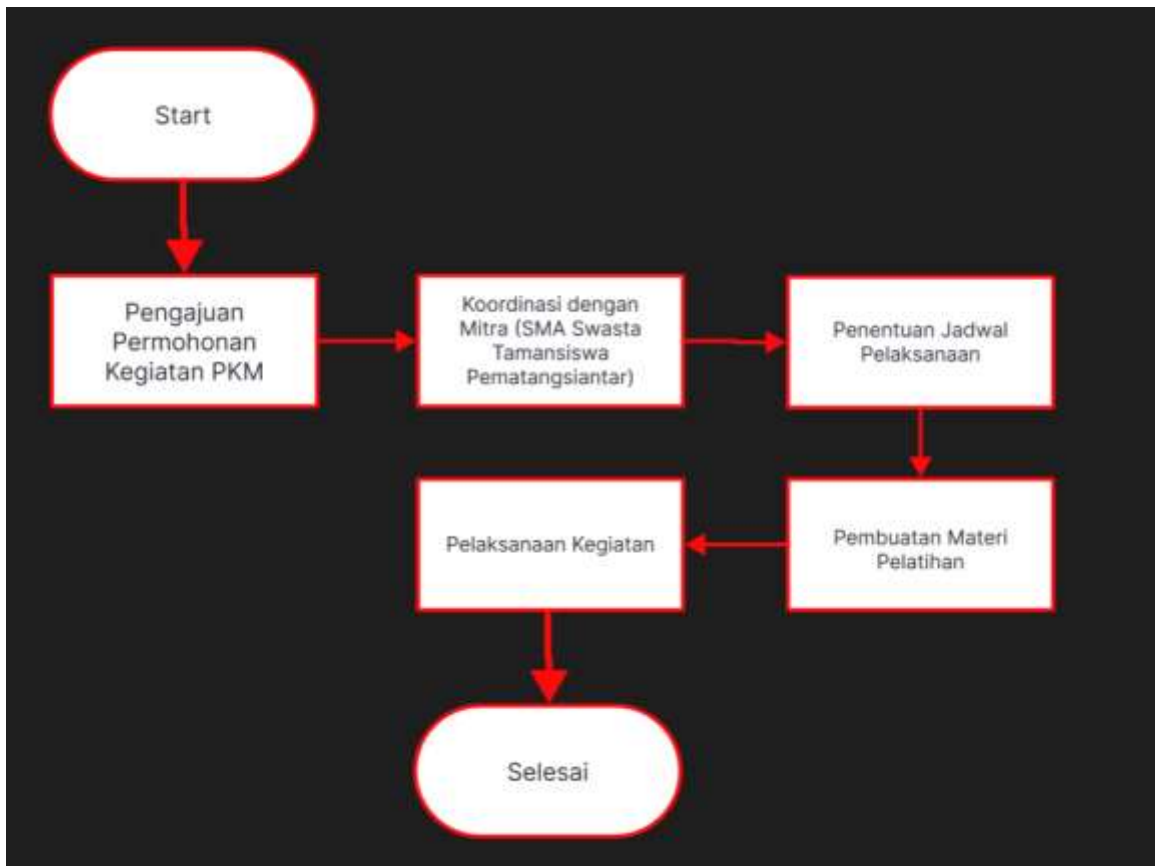 Start
Pengajuan
Permohonan
Kegiatan PKM
Koordinasi dengan
Mitra (SMA Swasta
Tamansiswa
Pematangsiantar)
Penentuan Jadwal
Pelaksanaan
Pembuatan Materi
Pelatihan
Pelaksanaan Kegiatan
Selesai